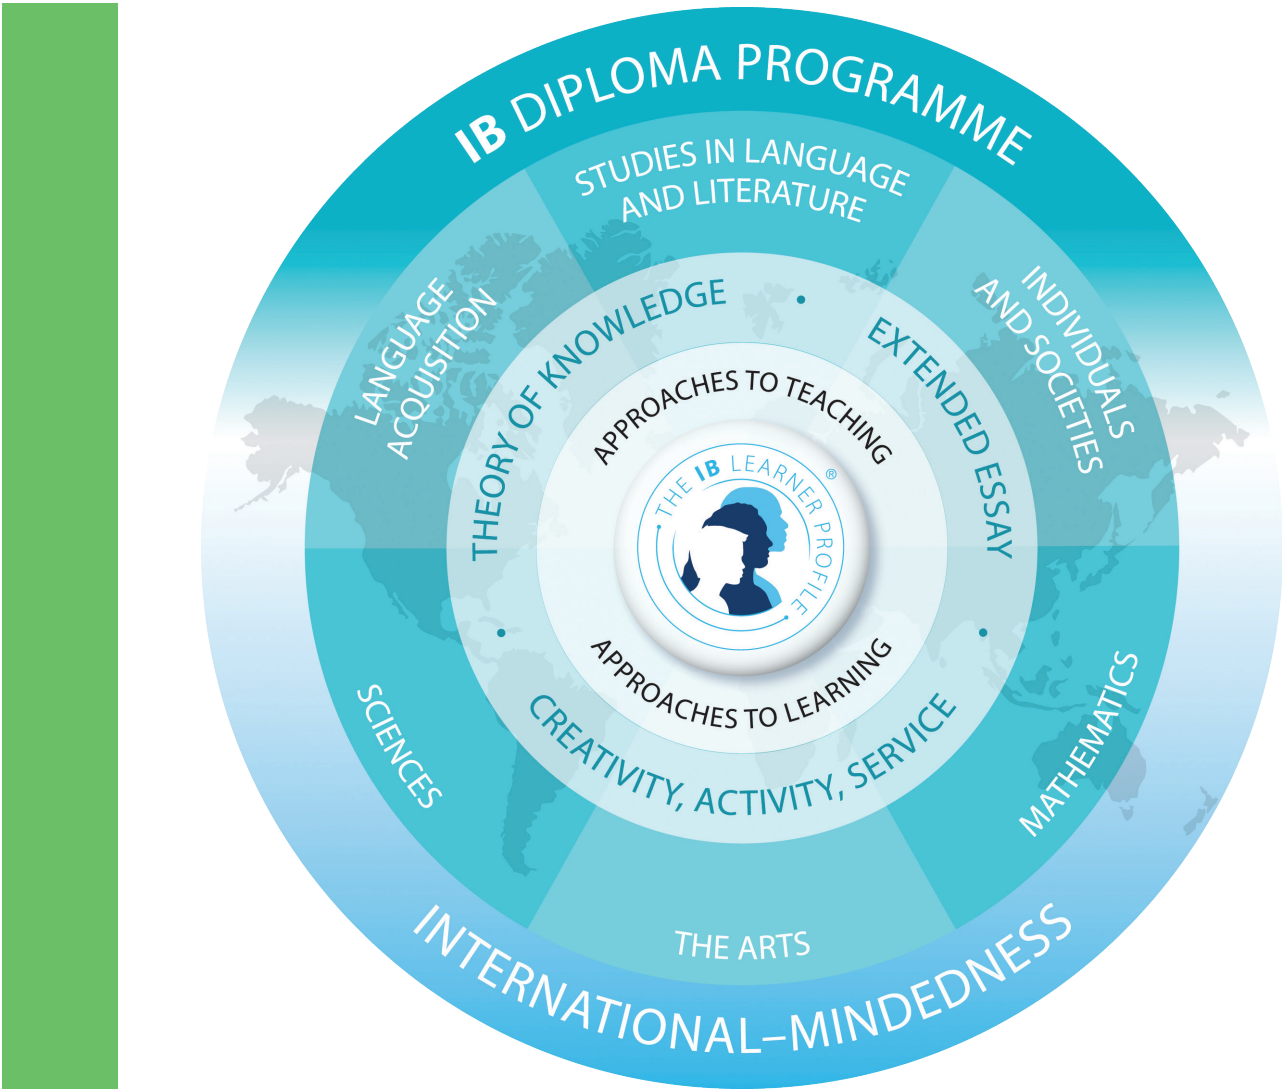 IB DIPLOMA PROGRAMME
STUDIES IN LANGUAGE
AND LITERATURE
LANGUAGE
ACQUISITION
INDIVIDUALS
AND SOCIETIES
THEORY OF KNOWLEDGE
•
EXTENDED ESSAY
•
APPROACHES TO TEACHING
THE IB LEARNER PROFILE
®
APPROACHES TO LEARNING
•
CREATIVITY, ACTIVITY, SERVICE
SCIENCES
MATHEMATICS
THE ARTS
INTERNATIONAL–MINDEDNESS